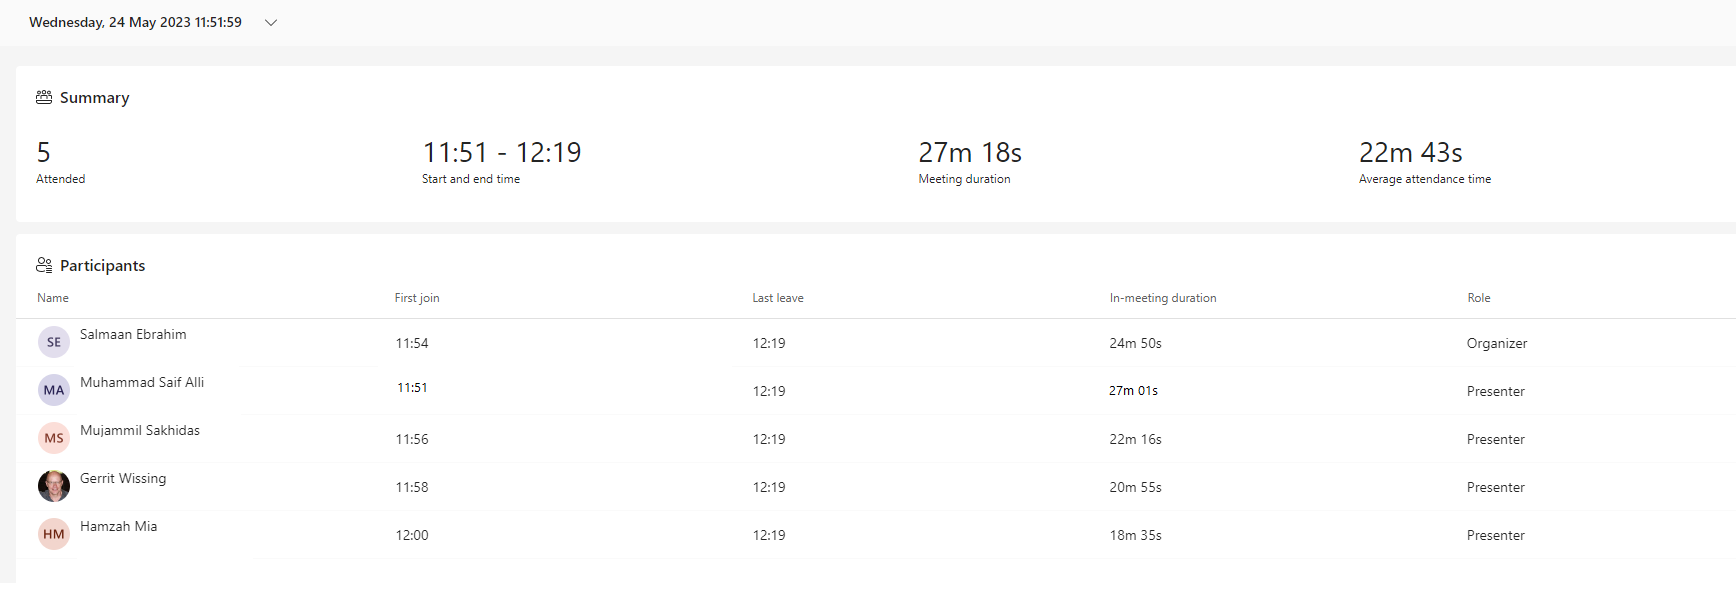 Wednesday, 24 May 2023 11:51:59
Summary
5 11:51 - 12:19 27m 18s 22m 43s
Attended Start and end time Meeting duration Average attendance time
Participants
Name First join Last leave In-meeting duration Role
SE Salmaan Ebrahim 11:54 12:19 24m 50s Organizer
MA Muhammad Saif Alli 11:51 12:19 27m 01s Presenter
MS Mujammil Sakhidas 11:56 12:19 22m 16s Presenter
Gerrit Wissing 11:58 12:19 20m 55s Presenter
HM Hamzah Mia 12:00 12:19 18m 35s Presenter